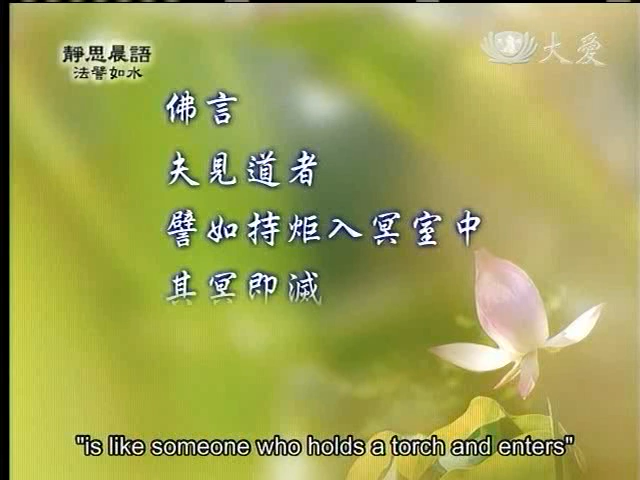 靜思晨語
法譬如水
大愛
佛言
夫見道者
譬如持炬入冥室中
其冥即滅
"is like someone who holds a torch and enters"